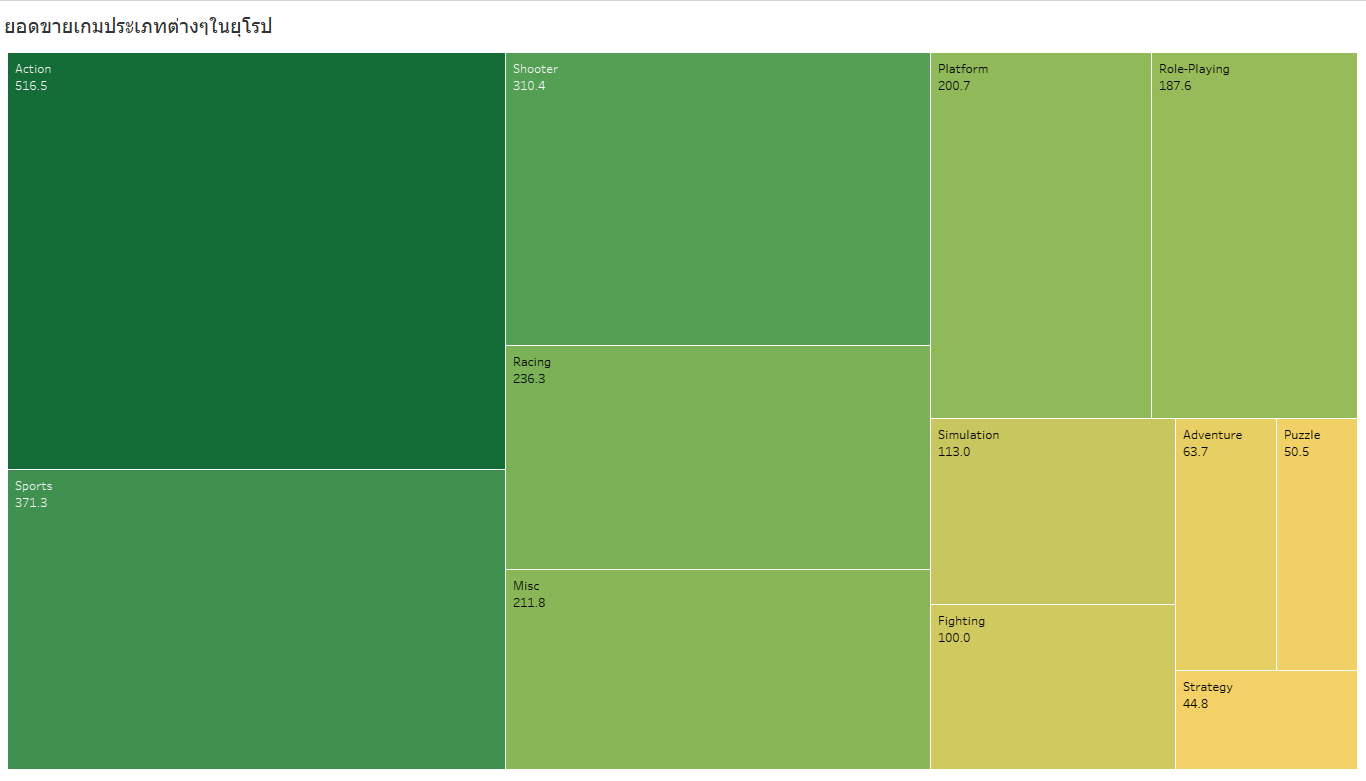 ยอดขายเกมประเภทต่างๆในยุโรป
Action
516.5
Sports
371.3
Shooter
310.4
Racing
236.3
Misc
211.8
Platform
200.7
Role-Playing
187.6
Simulation
113.0
Fighting
100.0
Adventure
63.7
Puzzle
50.5
Strategy
44.8